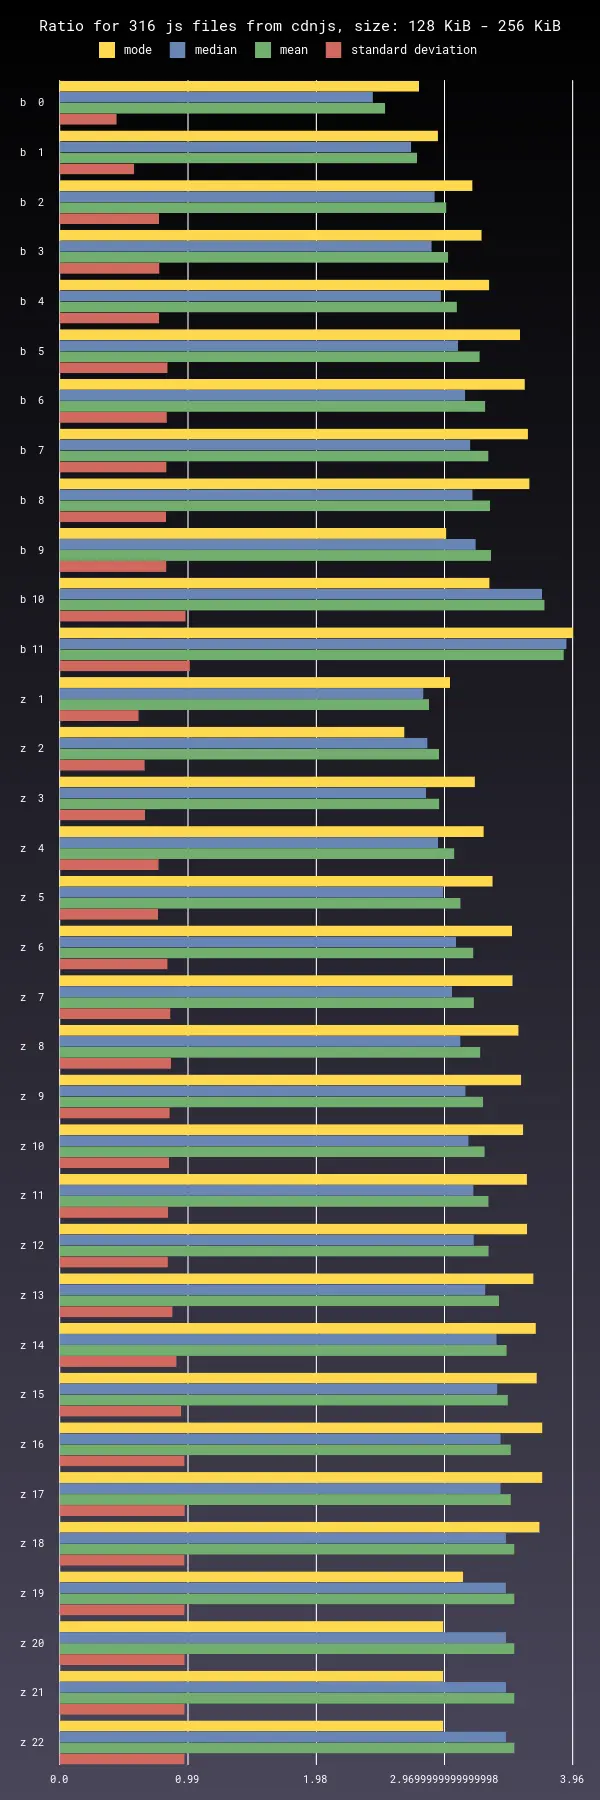 Ratio for 316 js files from cdnjs, size: 128 KiB - 256 KiB
mode median mean standard deviation
b 0
b 1
b 2
b 3
b 4
b 5
b 6
b 7
b 8
b 9
b 10
b 11
z 1
z 2
z 3
z 4
z 5
z 6
z 7
z 8
z 9
z 10
z 11
z 12
z 13
z 14
z 15
z 16
z 17
z 18
z 19
z 20
z 21
z 22
0.0 0.99 1.98 2.9699999999999998 3.96